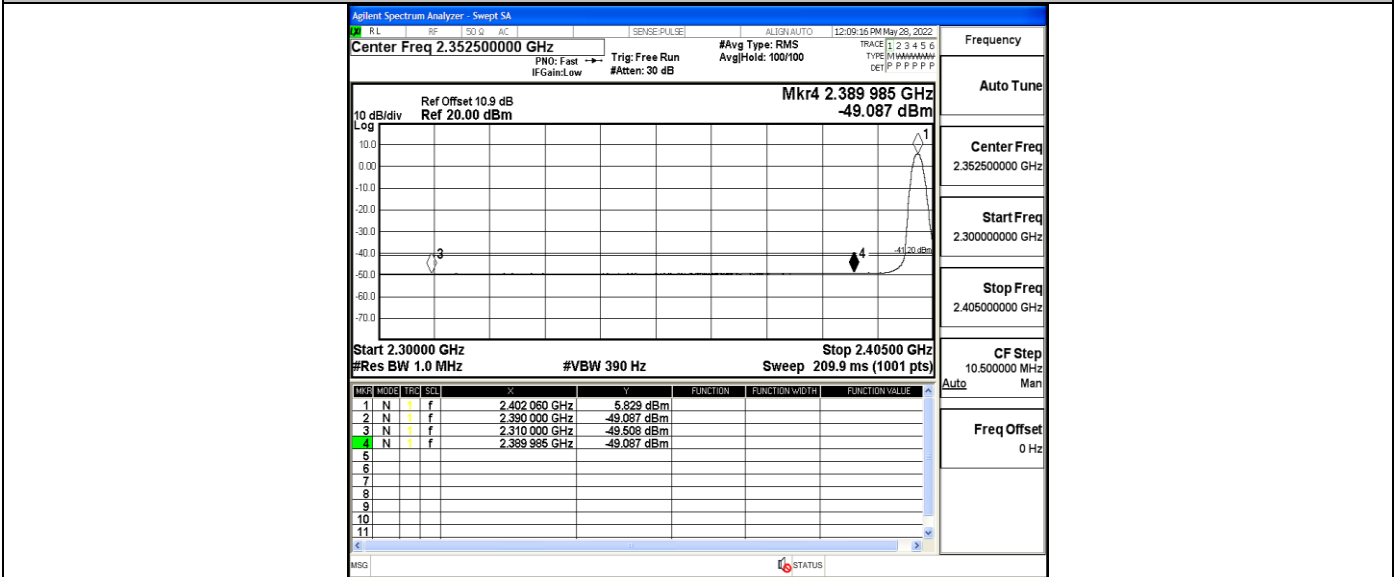 Agilent Spectrum Analyzer - Swept SA
RL RF 50 Ω AC SENSE:PULSE ALIGNAUTO 12:09:16 PM May 28, 2022
Center Freq 2.352500000 GHz
PNO: Fast
IFGain:Low
Trig: Free Run
#Atten: 30 dB
#Avg Type: RMS
Avg|Hold: 100/100
TRACE 1 2 3 4 5 6
TYPE MWWWWW
DET P P P P P P
Ref Offset 10.9 dB
10 dB/div Ref 20.00 dBm
Log
Mkr4 2.389 985 GHz
-49.087 dBm
10.0
0.00
-10.0
-20.0
-30.0
-40.0
-50.0
-60.0
-70.0
1
3
4
-41.20 dBm
Start 2.30000 GHz Stop 2.40500 GHz
#Res BW 1.0 MHz #VBW 390 Hz Sweep 209.9 ms (1001 pts)
MKR MODE TRC SCL X Y FUNCTION FUNCTION WIDTH FUNCTION VALUE
1 N 1 f 2.402 060 GHz 5.829 dBm
2 N 1 f 2.390 000 GHz -49.087 dBm
3 N 1 f 2.310 000 GHz -49.508 dBm
4 N 1 f 2.389 985 GHz -49.087 dBm
5
6
7
8
9
10
11
MSG STATUS
Frequency
Auto Tune
Center Freq
2.352500000 GHz
Start Freq
2.300000000 GHz
Stop Freq
2.405000000 GHz
CF Step
10.500000 MHz
Auto Man
Freq Offset
0 Hz